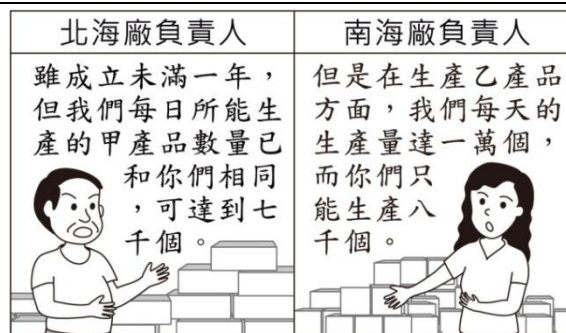 北海廠負責人
雖成立未滿一年，
但我們每日所能生
產的甲產品數量已
和你們相同
，可達到七
千個。
南海廠負責人
但是在生產乙產品
方面，我們每天的
生產量達一萬個，
而你們只
能生產八
千個。